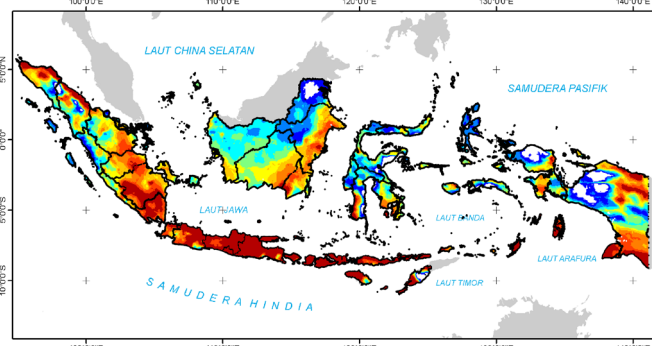 100°0'0"E 110°0'0"E 120°0'0"E 130°0'0"E 140°0'0"E
5°0'0"N
0°0'0"
5°0'0"S
10°0'0"S
LAUT CHINA SELATAN
SAMUDERA PASIFIK
LAUT JAWA
LAUT BANDA
LAUT ARAFURA
LAUT TIMOR
SAMUDERA HINDIA